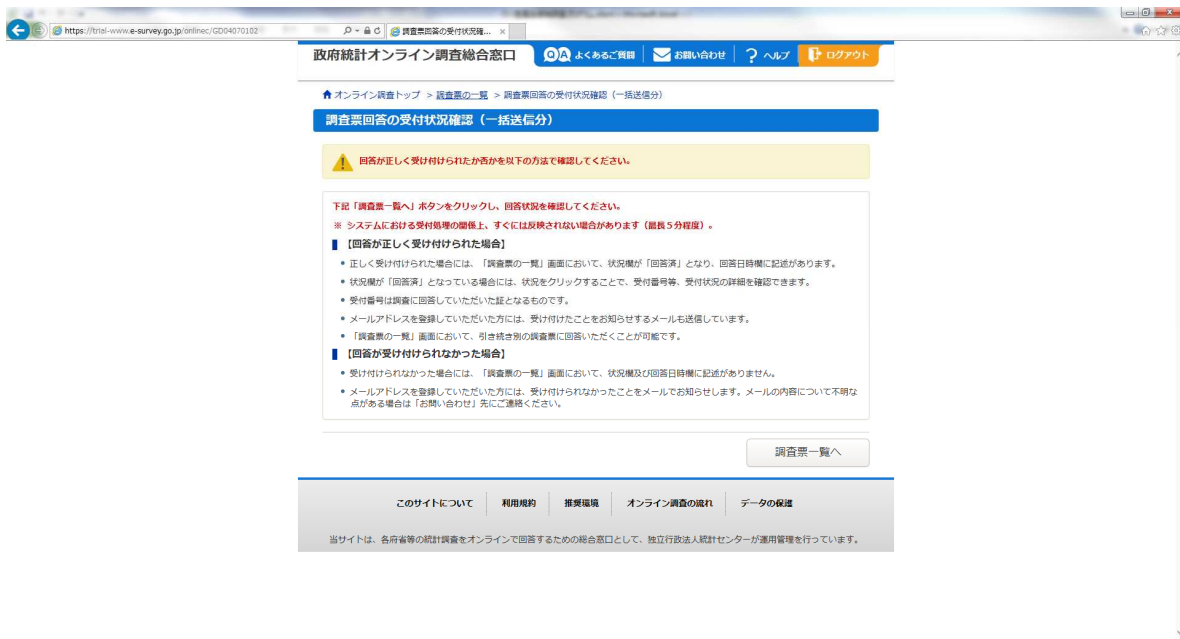 https://trial-www.e-survey.go.jp/onlinec/GD04070102
調査票回答の受付状況確... ×
政府統計オンライン調査総合窓口
QA よくあるご質問
お問い合わせ
? ヘルプ
ログアウト
オンライン調査トップ > 調査票の一覧 > 調査票回答の受付状況確認（一括送信分）
調査票回答の受付状況確認（一括送信分）
回答が正しく受け付けられたか否かを以下の方法で確認してください。
下記「調査票一覧へ」ボタンをクリックし、回答状況を確認してください。
※ システムにおける受付処理の関係上、すぐには反映されない場合があります（最長５分程度）。
【回答が正しく受け付けられた場合】
• 正しく受け付けられた場合には、「調査票の一覧」画面において、状況欄が「回答済」となり、回答日時欄に記述があります。
• 状況欄が「回答済」となっている場合には、状況をクリックすることで、受付番号等、受付状況の詳細を確認できます。
• 受付番号は調査に回答していただいた証となるものです。
• メールアドレスを登録していただいた方には、受け付けたことをお知らせするメールも送信しています。
• 「調査票の一覧」画面において、引き続き別の調査票に回答いただくことが可能です。
【回答が受け付けられなかった場合】
• 受け付けられなかった場合には、「調査票の一覧」画面において、状況欄及び回答日時欄に記述がありません。
• メールアドレスを登録していただいた方には、受け付けられなかったことをメールでお知らせします。メールの内容について不明な
点がある場合は「お問い合わせ」先にご連絡ください。
調査票一覧へ
このサイトについて
利用規約
推奨環境
オンライン調査の流れ
データの保護
当サイトは、各府省等の統計調査をオンラインで回答するための総合窓口として、独立行政法人統計センターが運用管理を行っています。